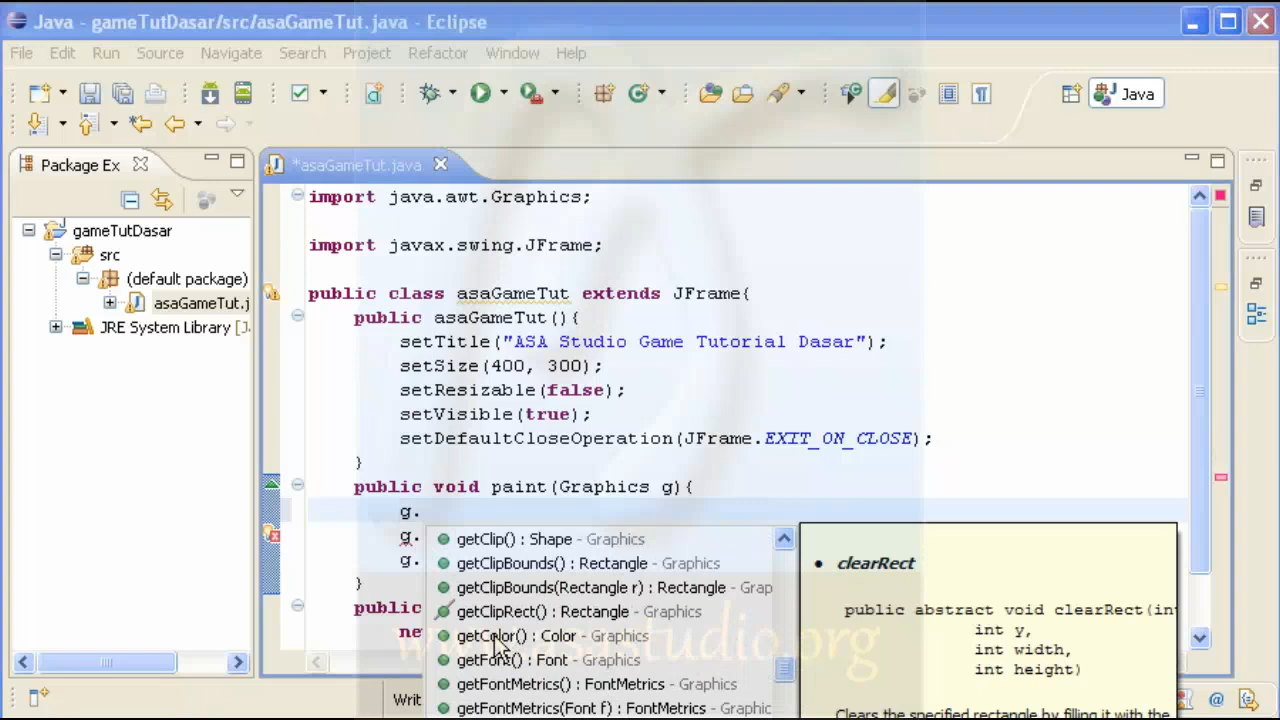 Java - gameTutDasar/src/asaGameTut.java - Eclipse
File Edit Run Source Navigate Search Project Refactor Window Help
Java
Package Ex
*asaGameTut.java
gameTutDasar
src
(default package)
asaGameTut.j
JRE System Library [J
import java.awt.Graphics;
import javax.swing.JFrame;
public class asaGameTut extends JFrame{
public asaGameTut(){
setTitle("ASA Studio Game Tutorial Dasar");
setSize(400, 300);
setResizable(false);
setVisible(true);
setDefaultCloseOperation(JFrame.EXIT_ON_CLOSE);
}
public void paint(Graphics g){
g.
g.
g.
}
public
new
getClip() : Shape - Graphics
getClipBounds() : Rectangle - Graphics
getClipBounds(Rectangle r) : Rectangle - Grap
getClipRect() : Rectangle - Graphics
getColor() : Color - Graphics
getFont() : Font - Graphics
getFontMetrics() : FontMetrics - Graphics
getFontMetrics(Font f) : FontMetrics - Graphic
• clearRect
public abstract void clearRect(int
int y,
int width,
int height)
Clears the specified rectangle by filling it with the
Writ